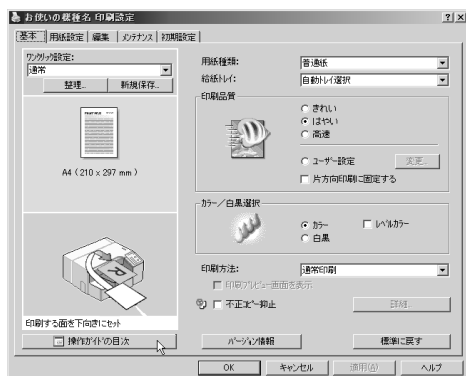 お使いの機種名 印刷設定
基本 用紙設定 編集 メンテナンス 初期設定
ワンクリック設定:
通常
整理... 新規保存...
A4 ( 210 x 297 mm )
印刷する面を下向きにセット
操作ガイドの目次
用紙種類: 普通紙
給紙トレイ: 自動トレイ選択
印刷品質
きれい
はやい
高速
ユーザー設定 変更...
片方向印刷に固定する
カラー/白黒選択
カラー レベルカラー
白黒
印刷方法: 通常印刷
印刷プレビュー画面を表示
不正コピー抑止 詳細...
バージョン情報 標準に戻す
OK キャンセル 適用(A) ヘルプ